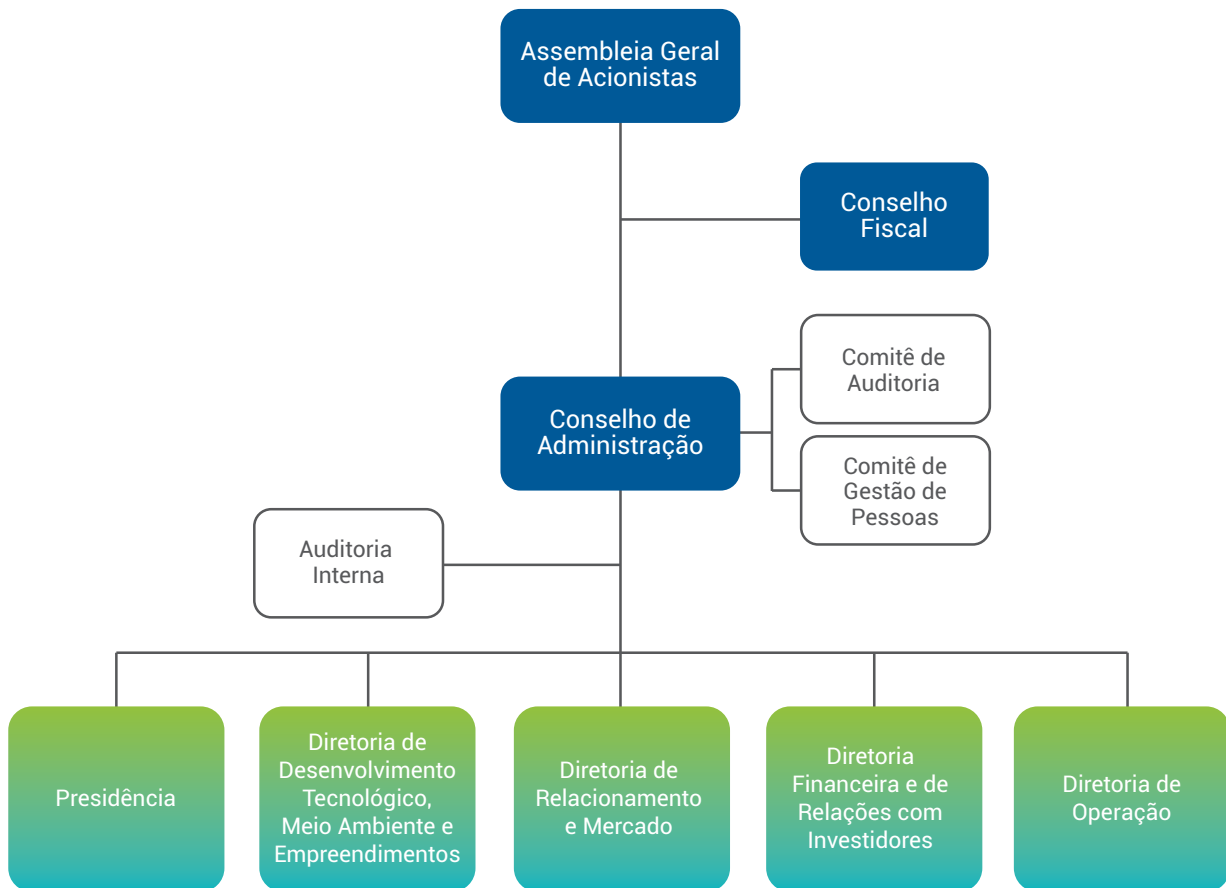 Assembleia Geral
de Acionistas
Conselho
Fiscal
Comitê de
Auditoria
Conselho de
Administração
Comitê de
Gestão de
Pessoas
Auditoria
Interna
Presidência
Diretoria de
Desenvolvimento
Tecnológico,
Meio Ambiente e
Empreendimentos
Diretoria de
Relacionamento
e Mercado
Diretoria
Financeira e de
Relações com
Investidores
Diretoria de
Operação